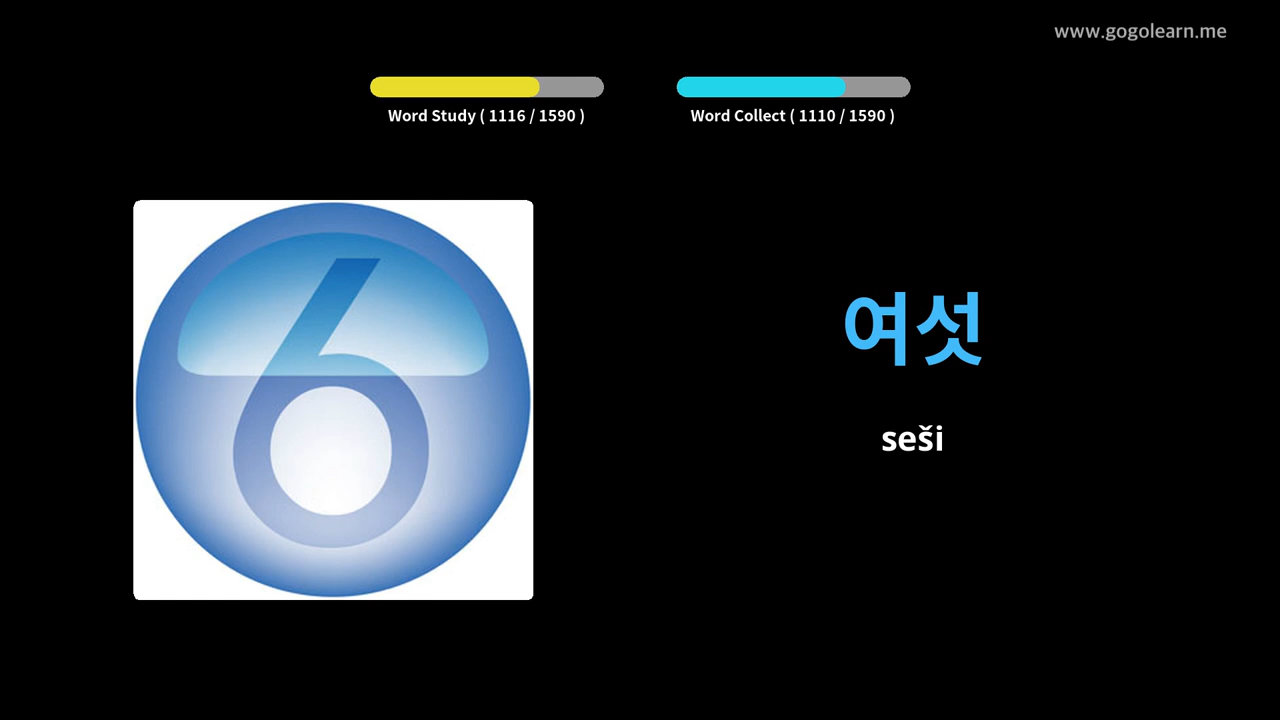 www.gogolearn.me
Word Study ( 1116 / 1590 )
Word Collect ( 1110 / 1590 )
6
여섯
seši